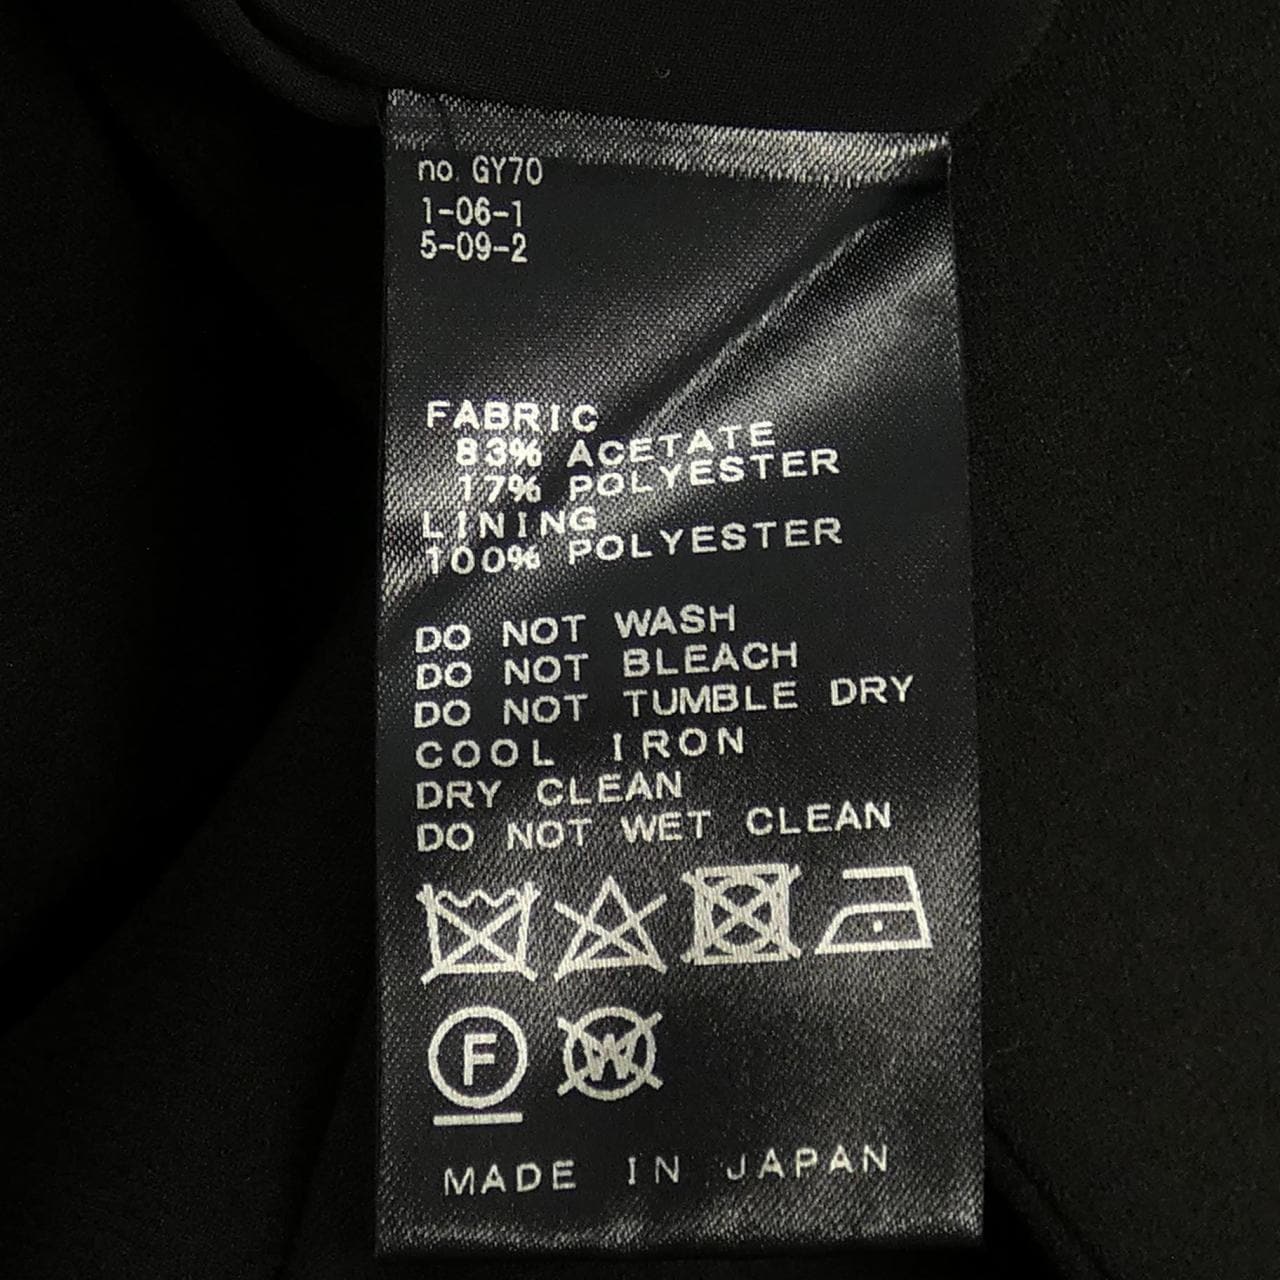 no. GY70
1-06-1
5-09-2
FABRIC
83% ACETATE
17% POLYESTER
LINING
100% POLYESTER
DO NOT WASH
DO NOT BLEACH
DO NOT TUMBLE DRY
COOL IRON
DRY CLEAN
DO NOT WET CLEAN
F W
MADE IN JAPAN